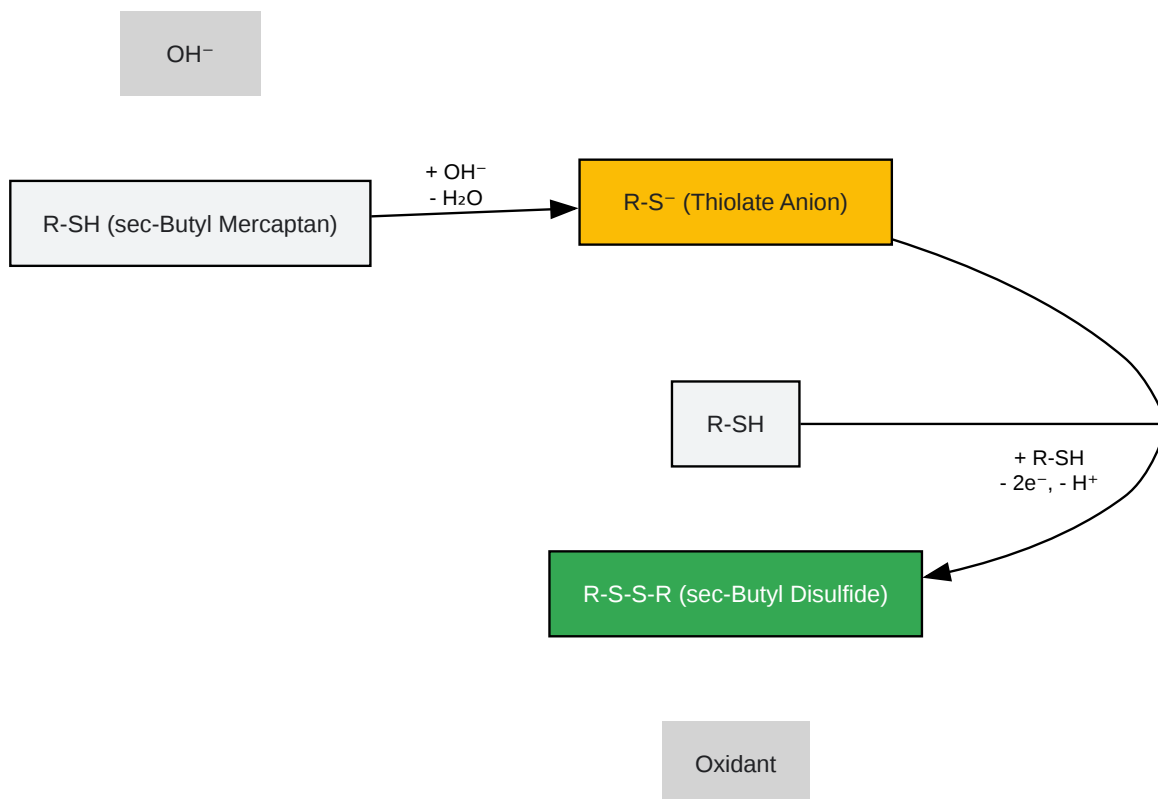 OH⁻
+ OH⁻
- H₂O
R-SH (sec-Butyl Mercaptan)
R-S⁻ (Thiolate Anion)
R-SH
+ R-SH
- 2e⁻, - H⁺
R-S-S-R (sec-Butyl Disulfide)
Oxidant